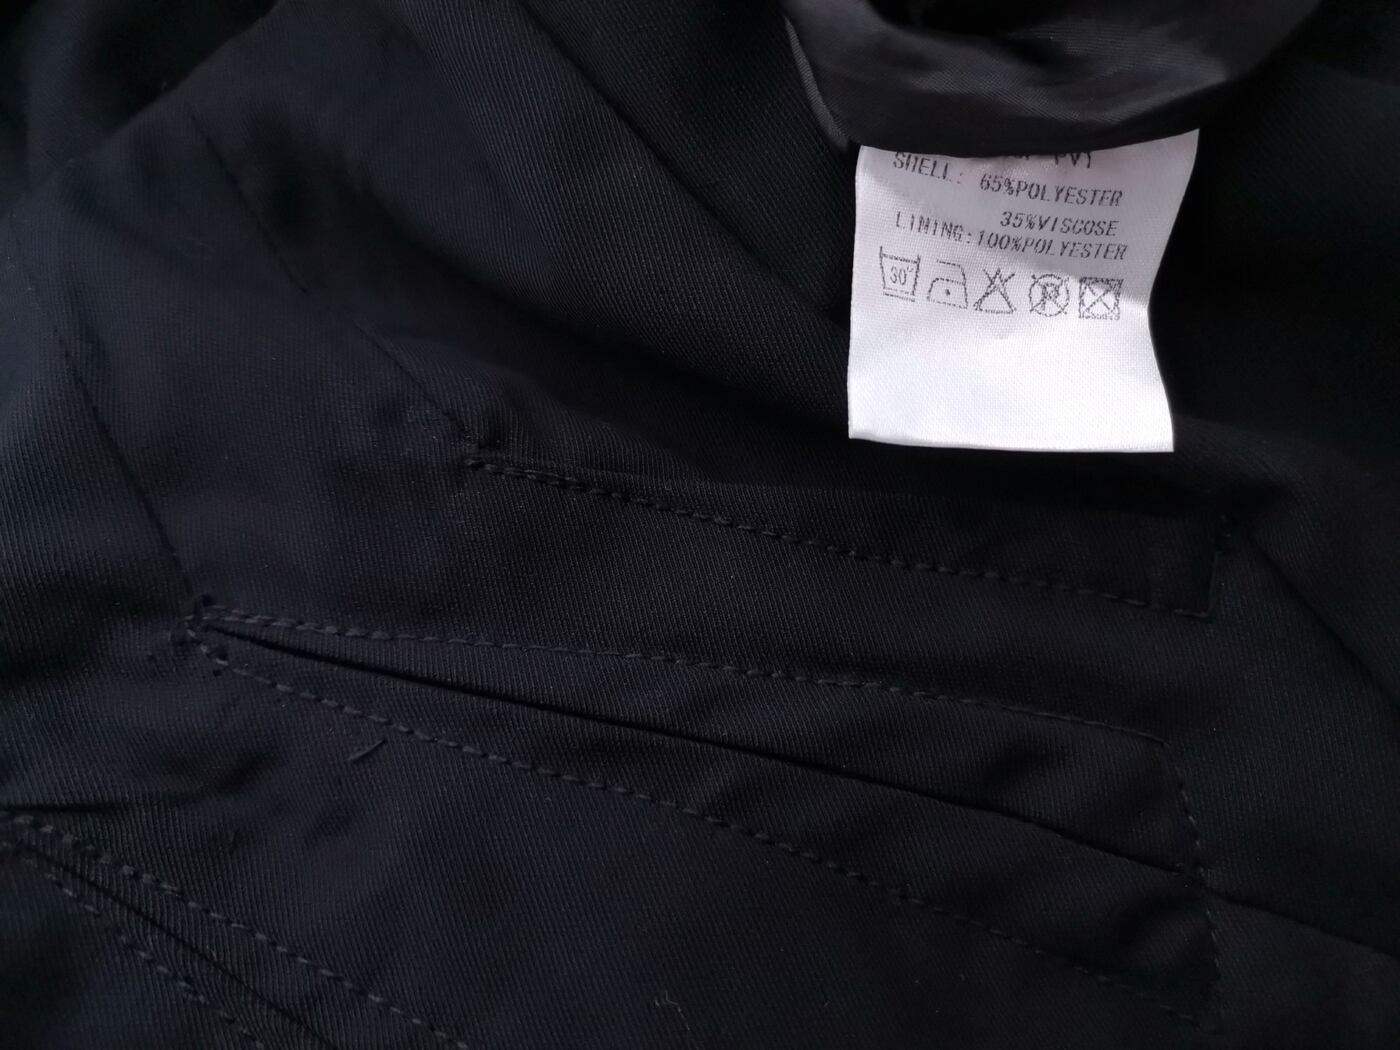 SHELL: 65%POLYESTER
35%VISCOSE
LINING:100%POLYESTER
30°
P